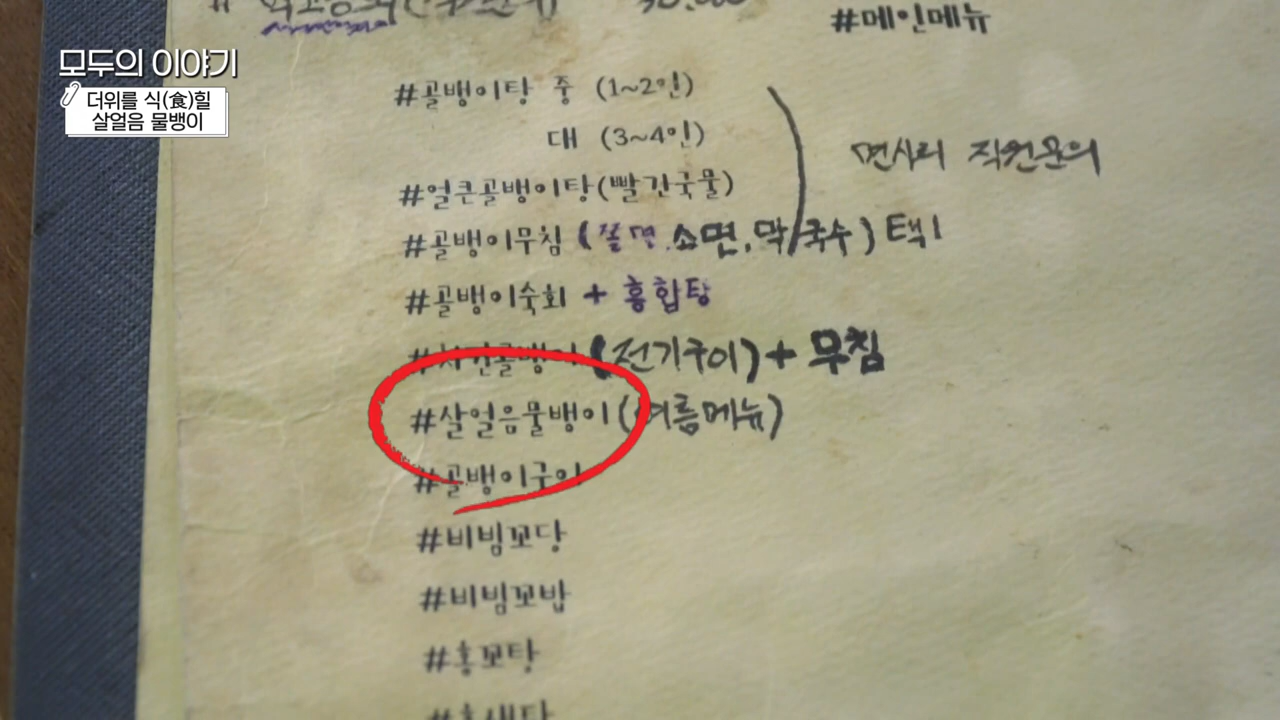 모두의 이야기
더위를 식(食)힐
살얼음 물뱅이
#메인메뉴
#골뱅이탕 중 (1~2인)
대 (3~4인)
면사리 직원문의
#얼큰골뱅이탕(빨간국물)
#골뱅이무침 (쫄면, 소면, 막국수) 택1
#골뱅이숙회 + 홍합탕
(전기구이) + 무침
#살얼음물뱅이 (여름메뉴)
#골뱅이구이
#비빔꼬당
#비빔꼬밥
#홍꼬탕